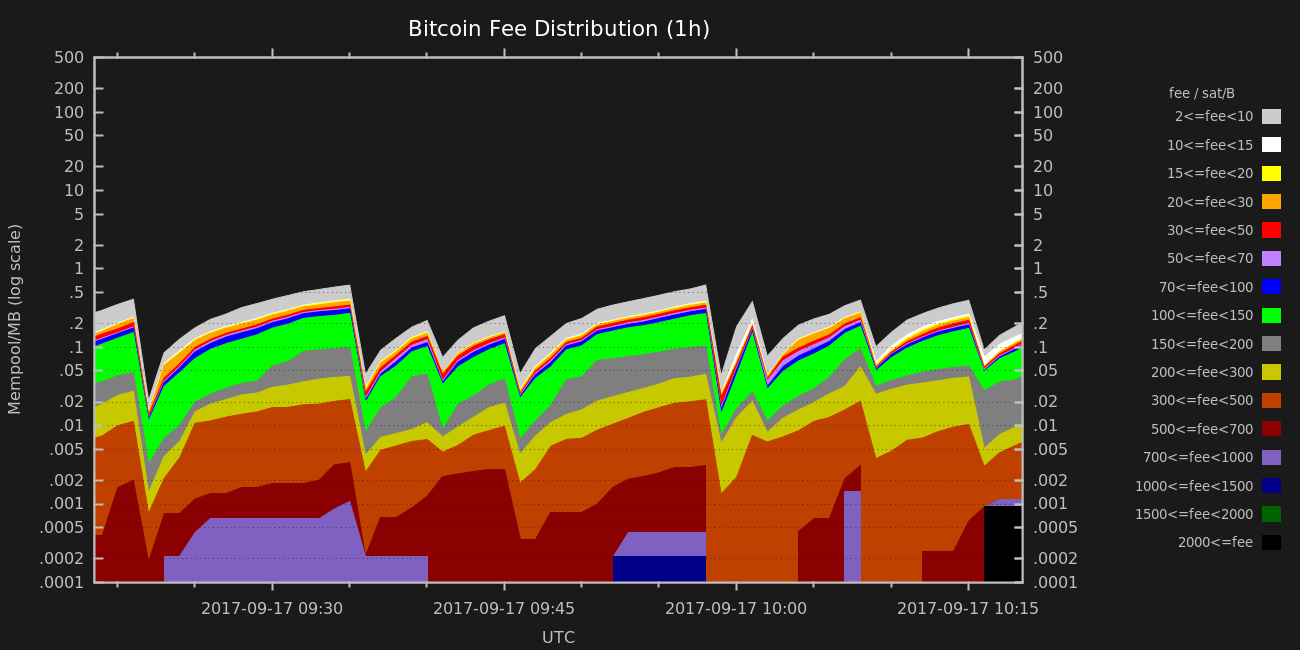 Bitcoin Fee Distribution (1h)
500
200
100
50
20
10
5
2
1
.5
.2
.1
.05
.02
.01
.005
.002
.001
.0005
.0002
.0001
Mempool/MB (log scale)
500
200
100
50
20
10
5
2
1
.5
.2
.1
.05
.02
.01
.005
.002
.001
.0005
.0002
.0001
2017-09-17 09:30
2017-09-17 09:45
2017-09-17 10:00
2017-09-17 10:15
UTC
fee / sat/B
2<=fee<10
10<=fee<15
15<=fee<20
20<=fee<30
30<=fee<50
50<=fee<70
70<=fee<100
100<=fee<150
150<=fee<200
200<=fee<300
300<=fee<500
500<=fee<700
700<=fee<1000
1000<=fee<1500
1500<=fee<2000
2000<=fee